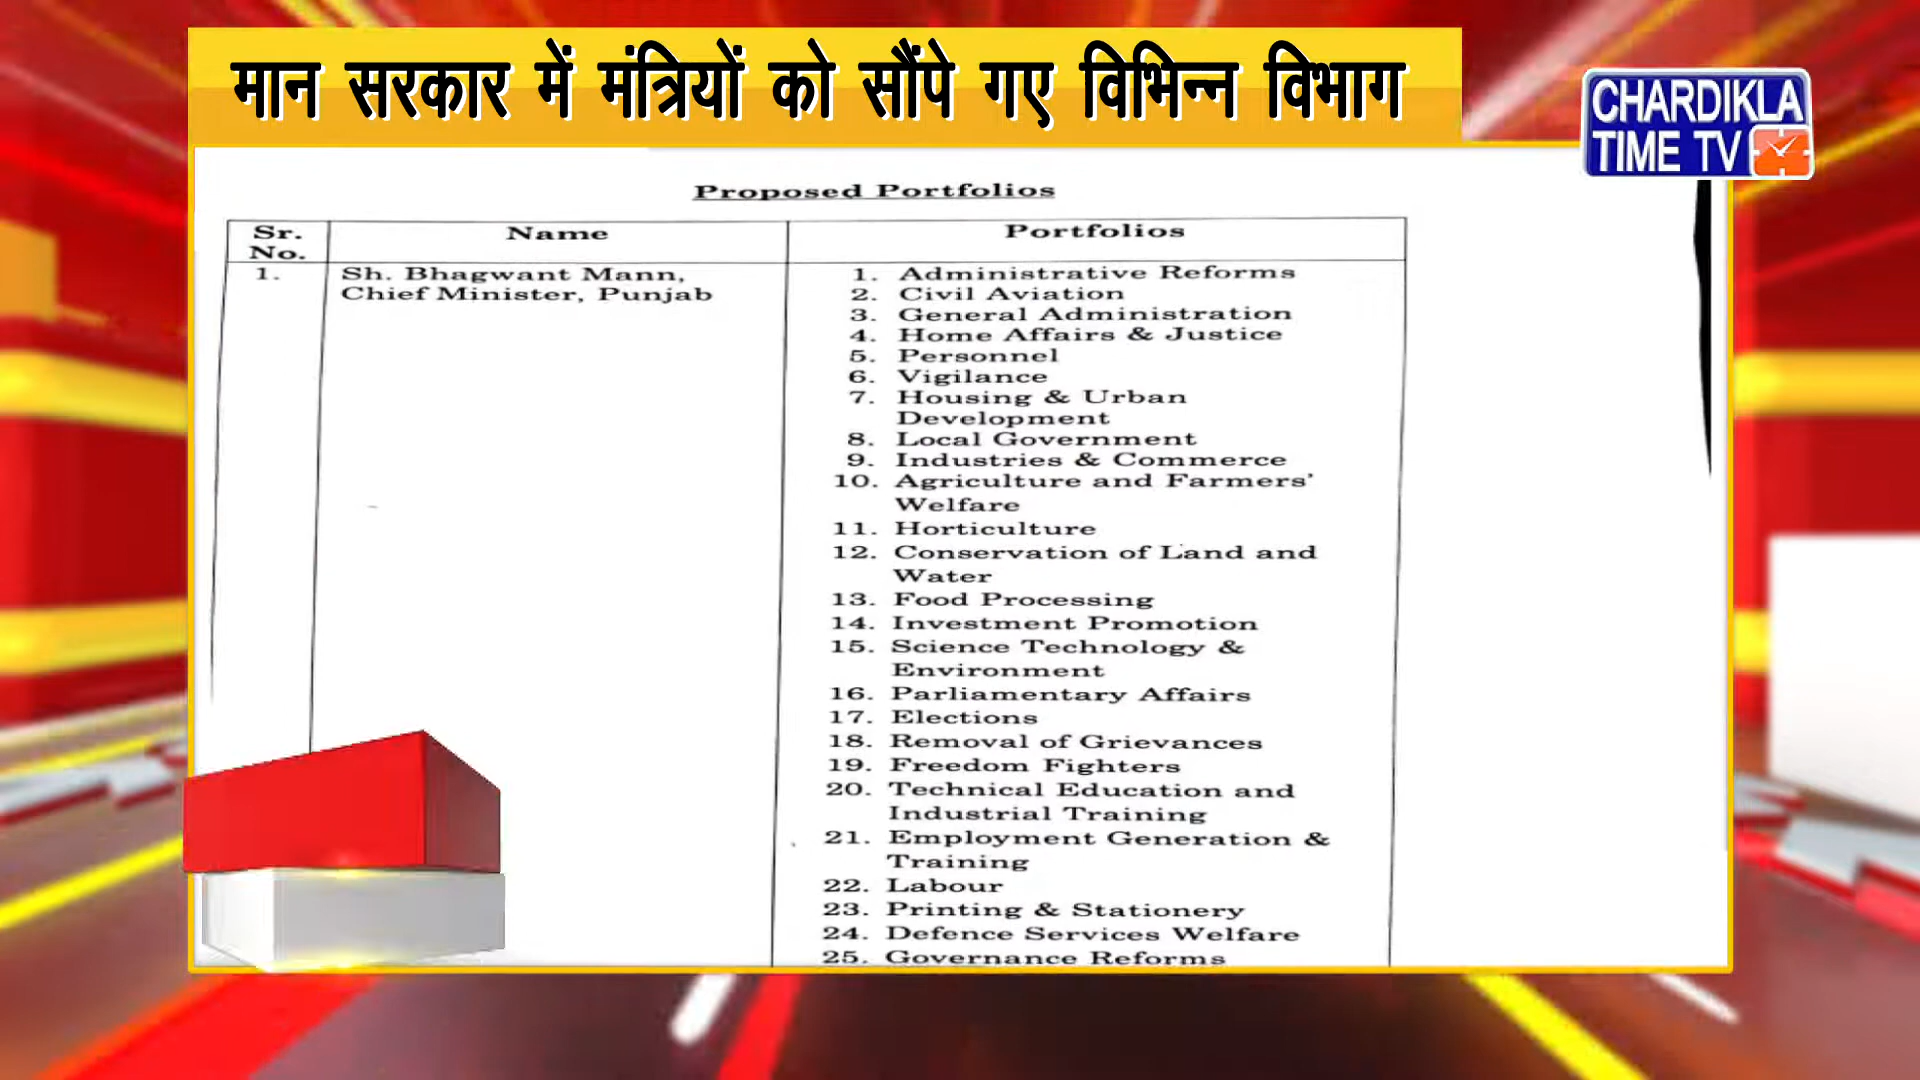 मान सरकार में मंत्रियों को सौंपे गए विभिन्न विभाग
CHARDIKLA
TIME TV
Proposed Portfolios
Sr. No. Name Portfolios
1. Sh. Bhagwant Mann, Chief Minister, Punjab
1. Administrative Reforms
2. Civil Aviation
3. General Administration
4. Home Affairs & Justice
5. Personnel
6. Vigilance
7. Housing & Urban
Development
8. Local Government
9. Industries & Commerce
10. Agriculture and Farmers'
Welfare
11. Horticulture
12. Conservation of Land and
Water
13. Food Processing
14. Investment Promotion
15. Science Technology &
Environment
16. Parliamentary Affairs
17. Elections
18. Removal of Grievances
19. Freedom Fighters
20. Technical Education and
Industrial Training
21. Employment Generation &
Training
22. Labour
23. Printing & Stationery
24. Defence Services Welfare
25. Governance Reforms